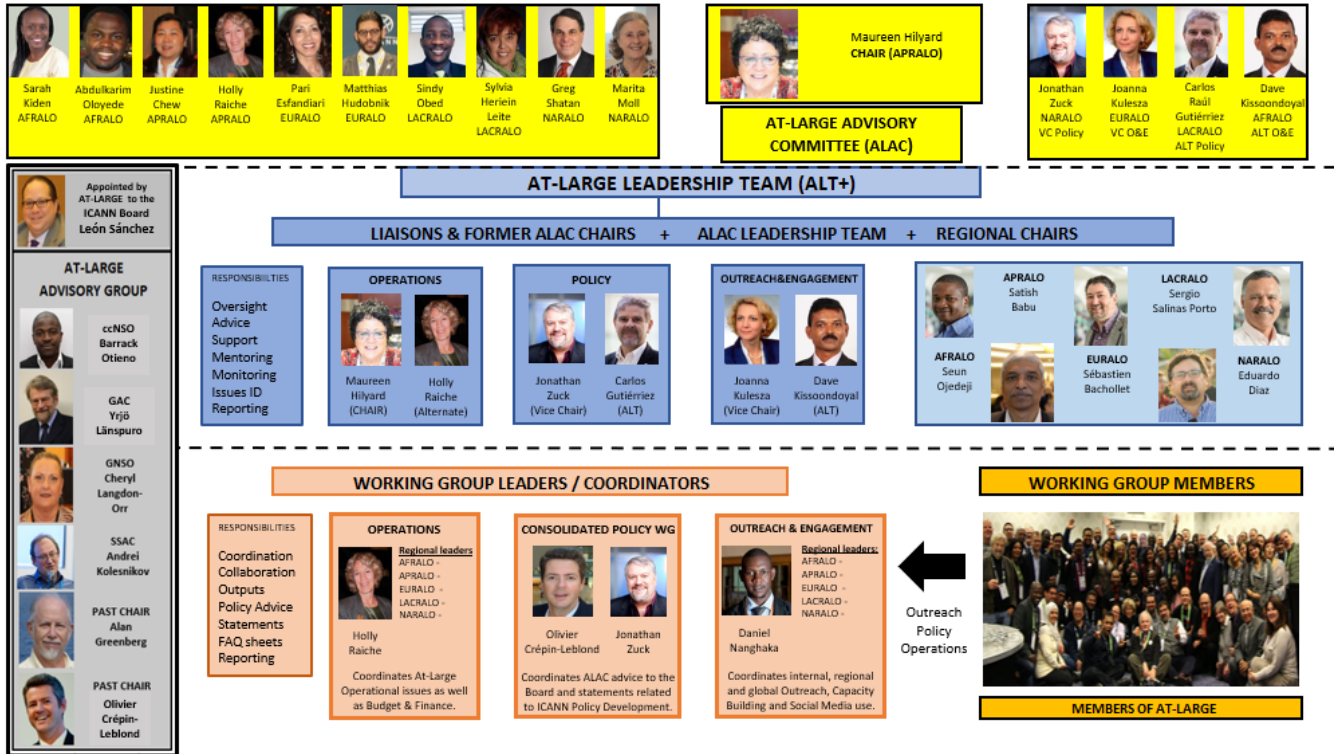 Sarah
Kiden
AFRALO
Abdulkarim
Oloyede
AFRALO
Justine
Chew
APRALO
Holly
Raiche
APRALO
Pari
Esfandiari
EURALO
Matthias
Hudobnik
EURALO
Sindy
Obed
LACRALO
Sylvia
Heriein
Leite
LACRALO
Greg
Shatan
NARALO
Marita
Moll
NARALO
Maureen Hilyard
CHAIR (APRALO)
AT-LARGE ADVISORY
COMMITTEE (ALAC)
Jonathan
Zuck
NARALO
VC Policy
Joanna
Kulesza
EURALO
VC O&E
Carlos
Raúl
Gutiérriez
LACRALO
ALT Policy
Dave
Kissoondoyal
AFRALO
ALT O&E
Appointed by
AT-LARGE to the
ICANN Board
León Sánchez
AT-LARGE
ADVISORY GROUP
ccNSO
Barrack
Otieno
GAC
Yrjö
Länspuro
GNSO
Cheryl
Langdon-
Orr
SSAC
Andrei
Kolesnikov
PAST CHAIR
Alan
Greenberg
PAST CHAIR
Olivier
Crépin-
Leblond
AT-LARGE LEADERSHIP TEAM (ALT+)
LIAISONS & FORMER ALAC CHAIRS + ALAC LEADERSHIP TEAM + REGIONAL CHAIRS
RESPONSIBIILTIES
Oversight
Advice
Support
Mentoring
Monitoring
Issues ID
Reporting
OPERATIONS
Maureen
Hilyard
(CHAIR)
Holly
Raiche
(Alternate)
POLICY
Jonathan
Zuck
(Vice Chair)
Carlos
Gutiérriez
(ALT)
OUTREACH&ENGAGEMENT
Joanna
Kulesza
(Vice Chair)
Dave
Kissoondoyal
(ALT)
APRALO
Satish
Babu
LACRALO
Sergio
Salinas Porto
AFRALO
Seun
Ojedeji
EURALO
Sébastien
Bachollet
NARALO
Eduardo
Diaz
WORKING GROUP LEADERS / COORDINATORS
RESPONSIBILITIES
Coordination
Collaboration
Outputs
Policy Advice
Statements
FAQ sheets
Reporting
OPERATIONS
Regional leaders
AFRALO -
APRALO -
EURALO -
LACRALO -
NARALO -
Holly
Raiche
Coordinates At-Large
Operational issues as well
as Budget & Finance.
CONSOLIDATED POLICY WG
Olivier
Crépin-Leblond
Jonathan
Zuck
Coordinates ALAC advice to the
Board and statements related
to ICANN Policy Development.
OUTREACH & ENGAGEMENT
Regional leaders:
AFRALO -
APRALO -
EURALO -
LACRALO -
NARALO -
Daniel
Nanghaka
Coordinates internal, regional
and global Outreach, Capacity
Building and Social Media use.
Outreach
Policy
Operations
WORKING GROUP MEMBERS
MEMBERS OF AT-LARGE